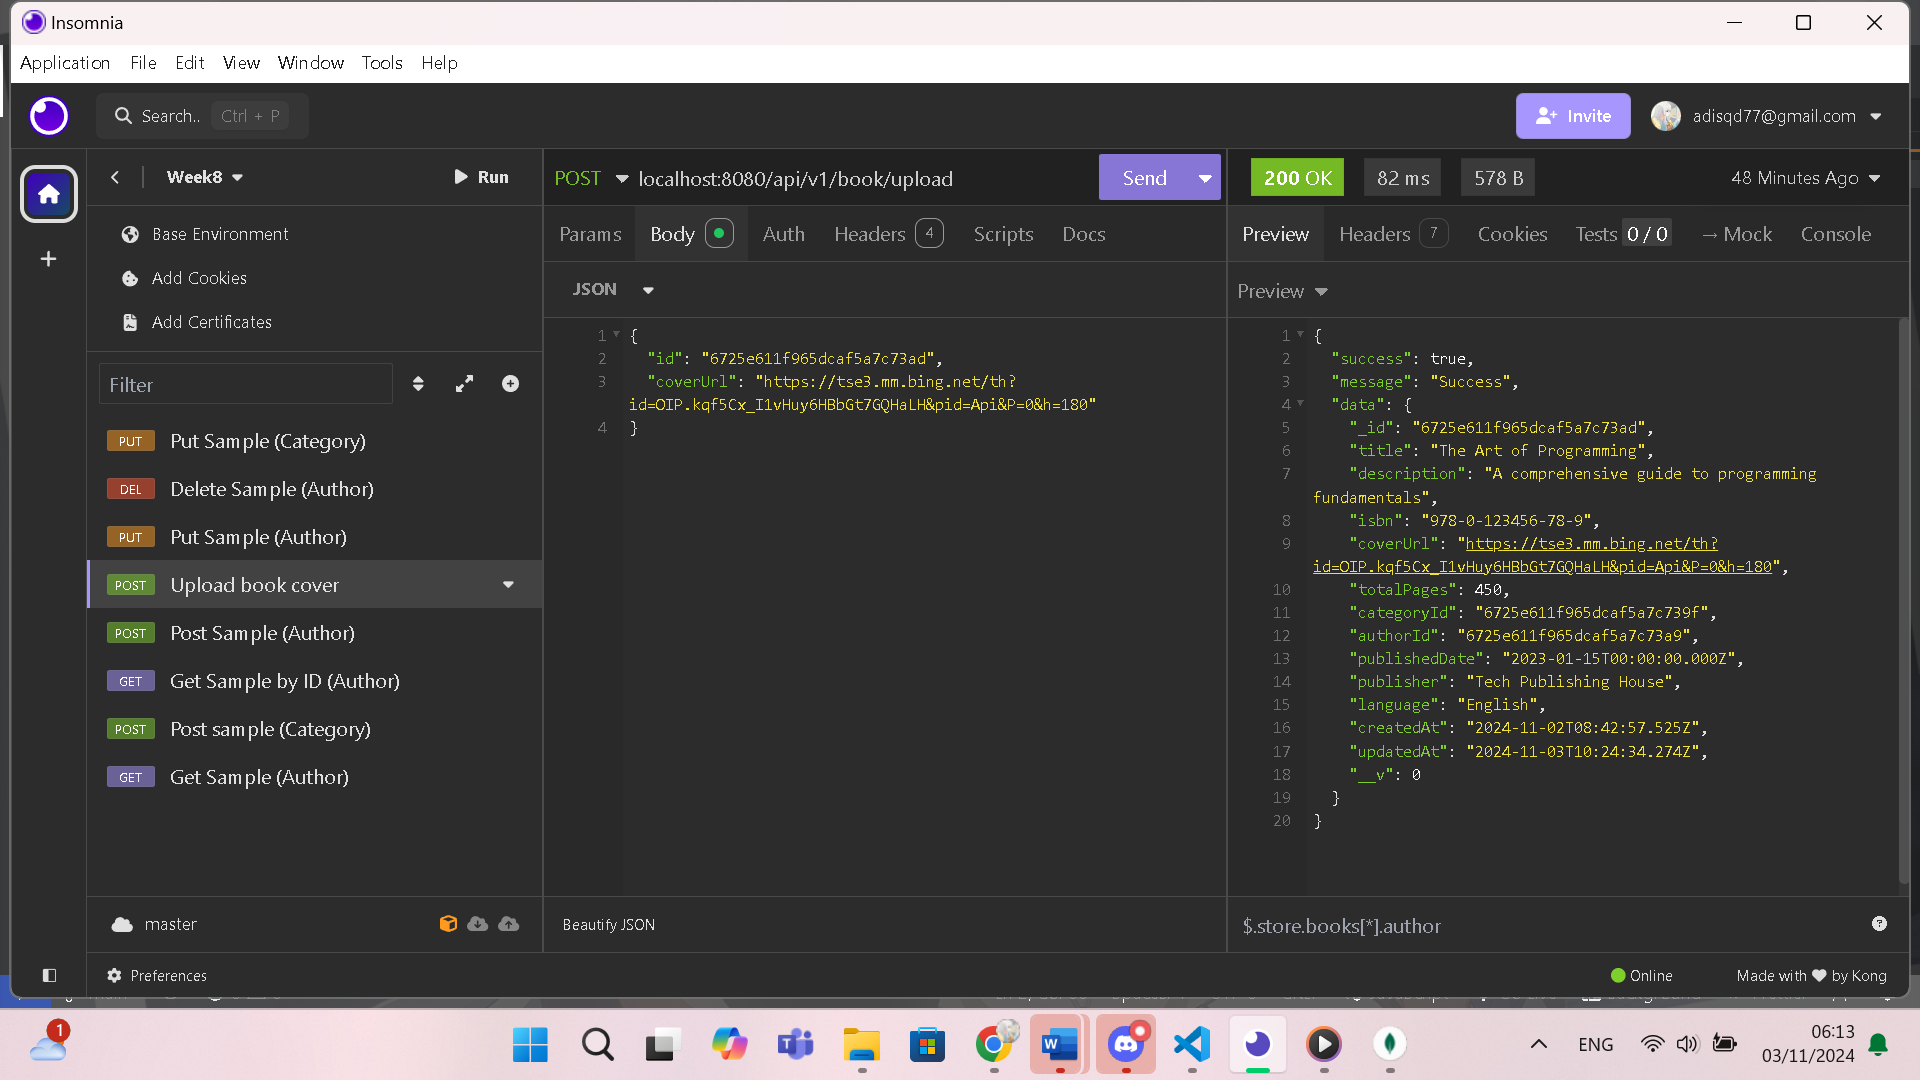 Insomnia
Application File Edit View Window Tools Help
Search.. Ctrl + P
Invite
adisqd77@gmail.com
Week8
Run
Base Environment
Add Cookies
Add Certificates
Filter
PUT Put Sample (Category)
DEL Delete Sample (Author)
PUT Put Sample (Author)
POST Upload book cover
POST Post Sample (Author)
GET Get Sample by ID (Author)
POST Post sample (Category)
GET Get Sample (Author)
master
Preferences
POST localhost:8080/api/v1/book/upload
Send
Params Body Auth Headers 4 Scripts Docs
JSON
1 {
2 "id": "6725e611f965dcaf5a7c73ad",
3 "coverUrl": "https://tse3.mm.bing.net/th?
id=OIP.kqf5Cx_I1vHuy6HBbGt7GQHaLH&pid=Api&P=0&h=180"
4 }
Beautify JSON
200 OK 82 ms 578 B 48 Minutes Ago
Preview Headers 7 Cookies Tests 0 / 0 → Mock Console
Preview
1 {
2 "success": true,
3 "message": "Success",
4 "data": {
5 "_id": "6725e611f965dcaf5a7c73ad",
6 "title": "The Art of Programming",
7 "description": "A comprehensive guide to programming
fundamentals",
8 "isbn": "978-0-123456-78-9",
9 "coverUrl": "https://tse3.mm.bing.net/th?
id=OIP.kqf5Cx_I1vHuy6HBbGt7GQHaLH&pid=Api&P=0&h=180",
10 "totalPages": 450,
11 "categoryId": "6725e611f965dcaf5a7c739f",
12 "authorId": "6725e611f965dcaf5a7c73a9",
13 "publishedDate": "2023-01-15T00:00:00.000Z",
14 "publisher": "Tech Publishing House",
15 "language": "English",
16 "createdAt": "2024-11-02T08:42:57.525Z",
17 "updatedAt": "2024-11-03T10:24:34.274Z",
18 "__v": 0
19 }
20 }
$.store.books[*].author
Online
Made with ♥ by Kong
1
ENG
06:13
03/11/2024